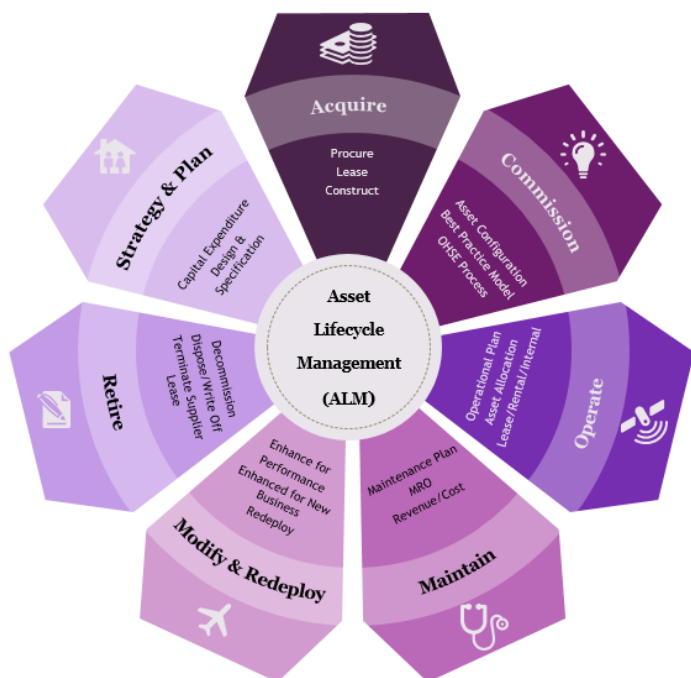 Asset
Lifecycle
Management
(ALM)
Acquire
Procure
Lease
Construct
Commission
Asset Configuration
Best Practice Model
OHSE Process
Operate
Operational Plan
Asset Allocation
Lease/Rental/Internal
Maintain
Maintenance Plan
MRO
Revenue/Cost
Modify & Redeploy
Enhance for
Performance
Enhanced for New
Business
Redeploy
Retire
Decommission
Dispose/Write Off
Terminate Supplier
Lease
Strategy & Plan
Capital Expenditure
Design &
Specification